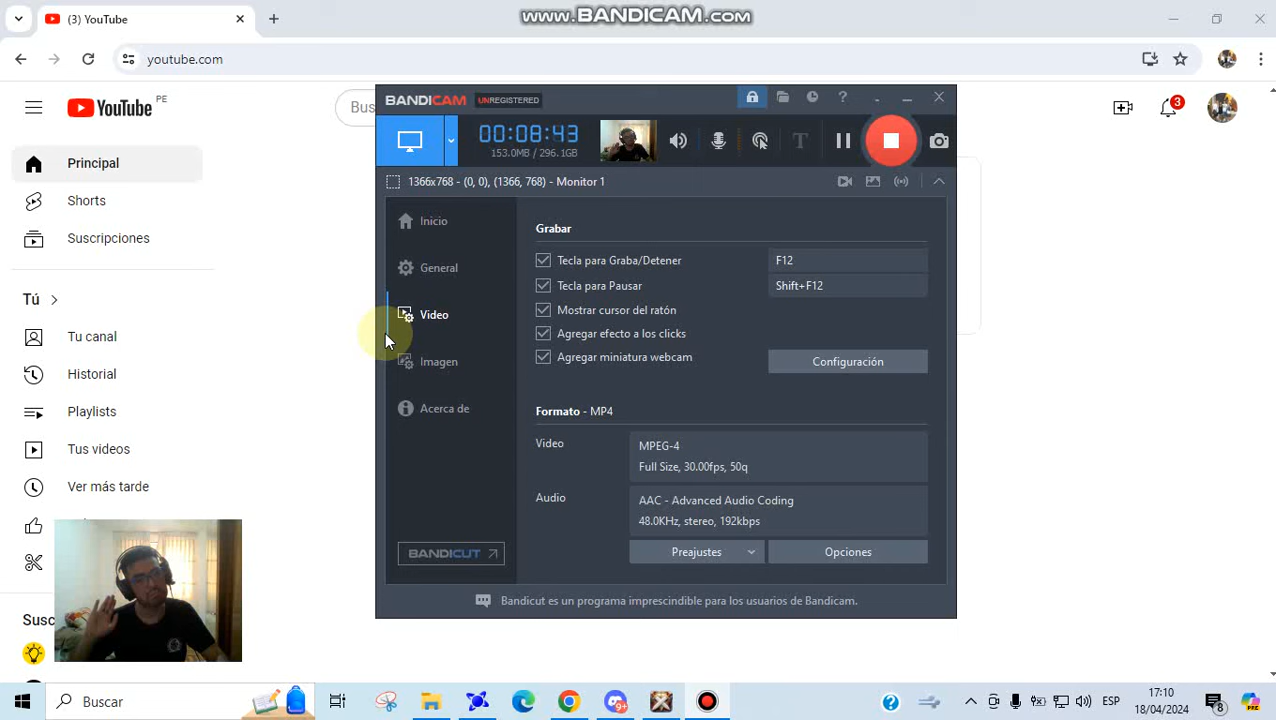 www.BANDICAM.com
(3) YouTube
youtube.com
YouTube PE
Bus
3
Principal
Shorts
Suscripciones
Tú
Tu canal
Historial
Playlists
Tus videos
Ver más tarde
Susc
BANDICAM UNREGISTERED
00:08:43
153.0MB / 296.1GB
1366x768 - (0, 0), (1366, 768) - Monitor 1
Inicio
General
Video
Imagen
Acerca de
BANDICUT
Grabar
Tecla para Graba/Detener F12
Tecla para Pausar Shift+F12
Mostrar cursor del ratón
Agregar efecto a los clicks
Agregar miniatura webcam Configuración
Formato - MP4
Video MPEG-4
Full Size, 30.00fps, 50q
Audio AAC - Advanced Audio Coding
48.0KHz, stereo, 192kbps
Preajustes Opciones
Bandicut es un programa imprescindible para los usuarios de Bandicam.
Buscar
9+
ESP
17:10
18/04/2024
8